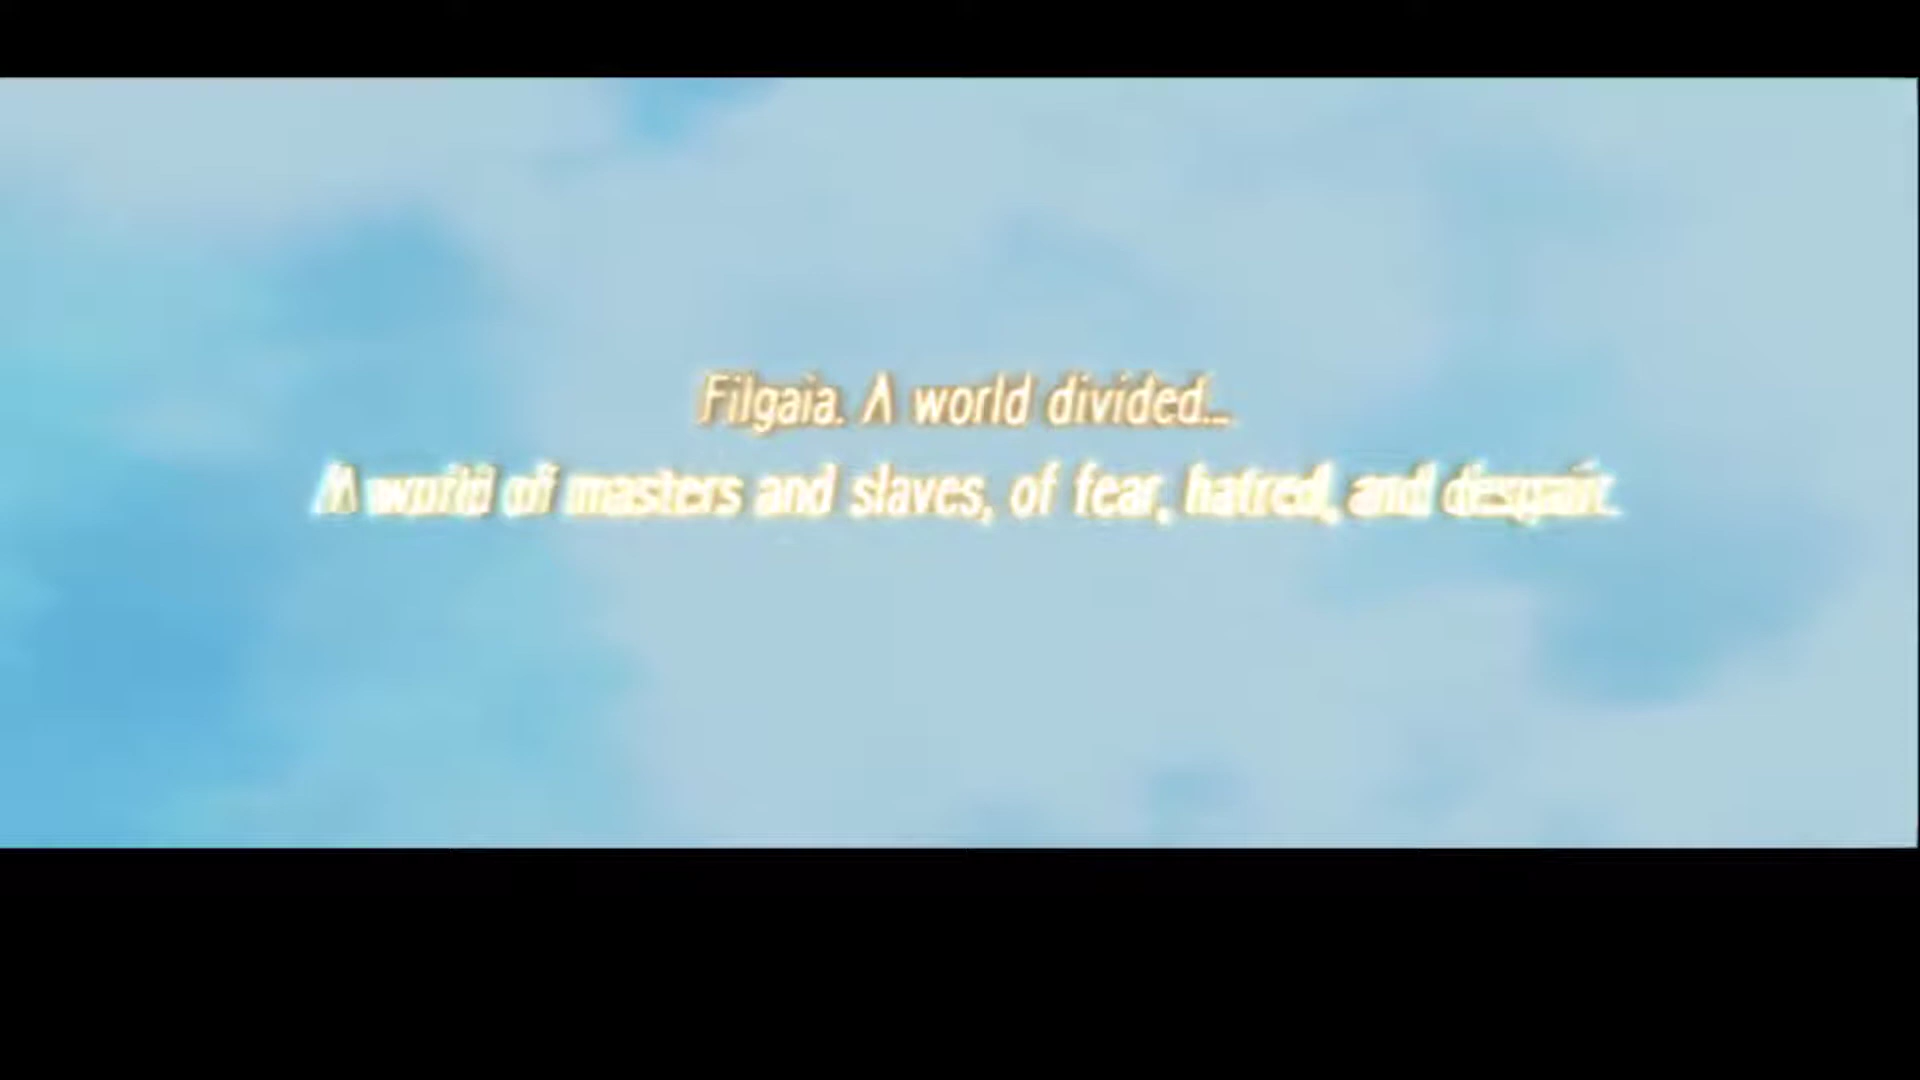 Filgaia. A world divided...
A world of masters and slaves, of fear, hatred, and despair.